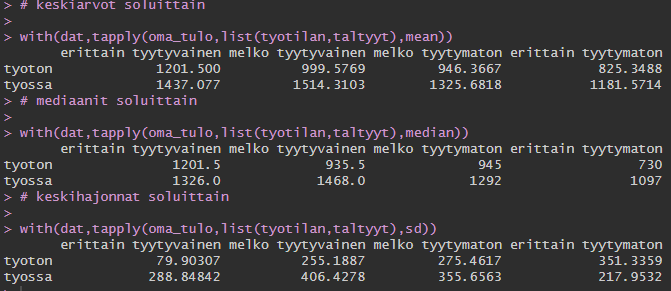 > # keskiarvot soluittain
>
> with(dat,tapply(oma_tulo,list(tyotilan,taltyyt),mean))
       erittain tyytyvainen melko tyytyvainen melko tyytymaton erittain tyytymaton
tyoton             1201.500          999.5769         946.3667            825.3488
tyossa             1437.077         1514.3103        1325.6818           1181.5714
> # mediaanit soluittain
>
> with(dat,tapply(oma_tulo,list(tyotilan,taltyyt),median))
       erittain tyytyvainen melko tyytyvainen melko tyytymaton erittain tyytymaton
tyoton               1201.5             935.5              945                 730
tyossa               1326.0            1468.0             1292                1097
> # keskihajonnat soluittain
>
> with(dat,tapply(oma_tulo,list(tyotilan,taltyyt),sd))
       erittain tyytyvainen melko tyytyvainen melko tyytymaton erittain tyytymaton
tyoton             79.90307          255.1887         275.4617            351.3359
tyossa            288.84842          406.4278         355.6563            217.9532